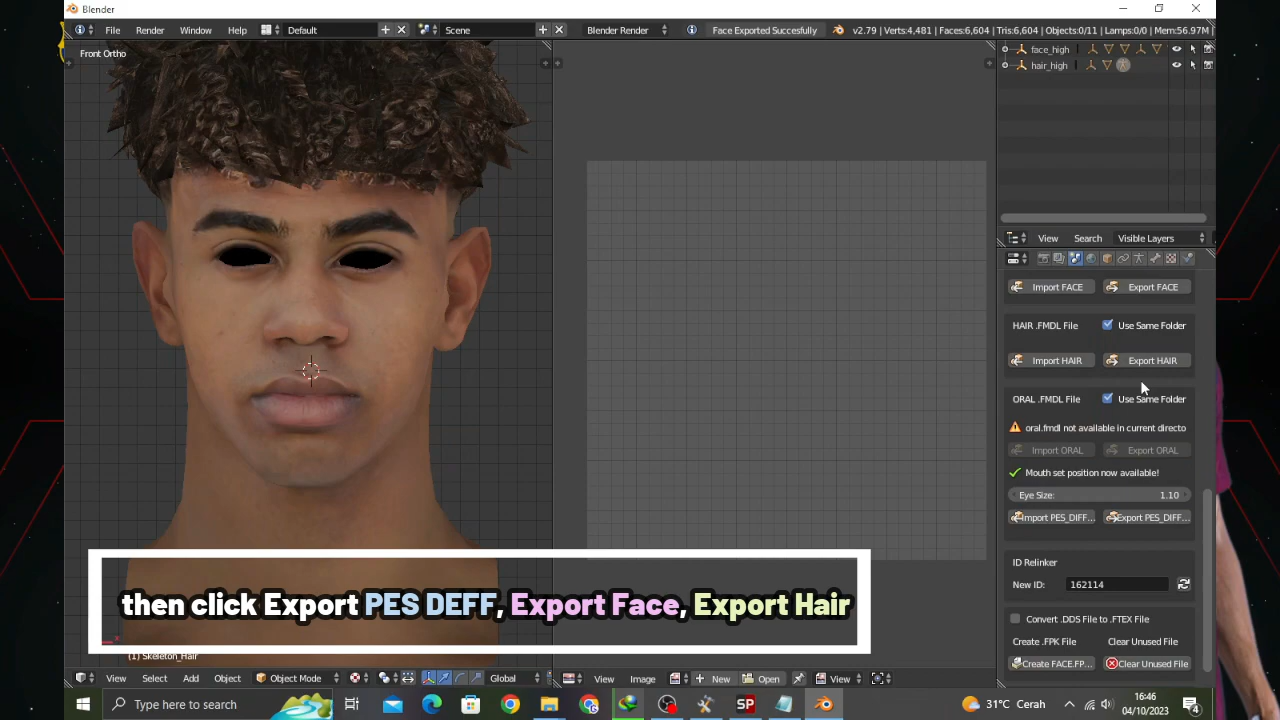 Blender
File Render Window Help Default Scene Blender Render Face Exported Succesfully v2.79 | Verts:4,481 | Faces:6,604 | Tris:6,604 | Objects:0/11 | Lamps:0/0 | Mem:56.97M
Front Ortho
face_high
hair_high
View Search Visible Layers
Import FACE Export FACE
HAIR .FMDL File Use Same Folder
Import HAIR Export HAIR
ORAL .FMDL File Use Same Folder
oral.fmdl not available in current directo
Import ORAL Export ORAL
Mouth set position now available!
Eye Size: 1.10
Import PES_DIFF... Export PES_DIFF...
ID Relinker
New ID: 162114
Convert .DDS File to .FTEX File
Create .FPK File Clear Unused File
Create FACE.FP... Clear Unused File
then click Export PES DEFF, Export Face, Export Hair
x
(1) Skeleton_Hair
View Select Add Object Object Mode Global View Image New Open View
Type here to search 31°C Cerah 16:46
04/10/2023